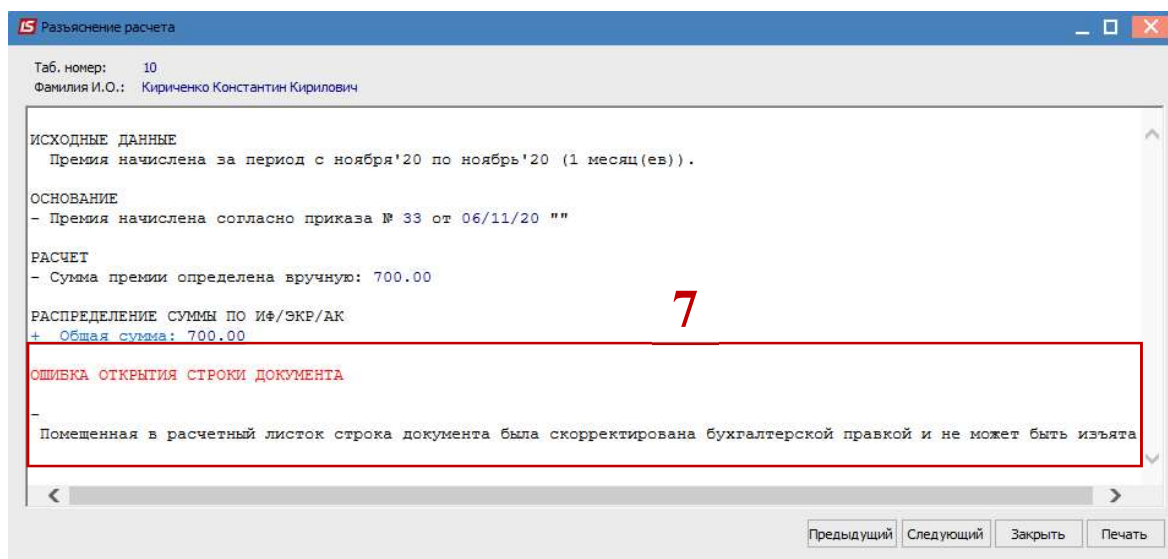 Разъяснение расчета
Таб. номер: 10
Фамилия И.О.: Кириченко Константин Кирилович
ИСХОДНЫЕ ДАННЫЕ
Премия начислена за период с ноября'20 по ноябрь'20 (1 месяц(ев)).
ОСНОВАНИЕ
- Премия начислена согласно приказа № 33 от 06/11/20 ""
РАСЧЕТ
- Сумма премии определена вручную: 700.00
7
РАСПРЕДЕЛЕНИЕ СУММЫ ПО ИФ/ЭКР/АК
+ Общая сумма: 700.00
ОШИБКА ОТКРЫТИЯ СТРОКИ ДОКУМЕНТА
-
Помещенная в расчетный листок строка документа была скорректирована бухгалтерской правкой и не может быть изъята
Предыдущий Следующий Закрыть Печать